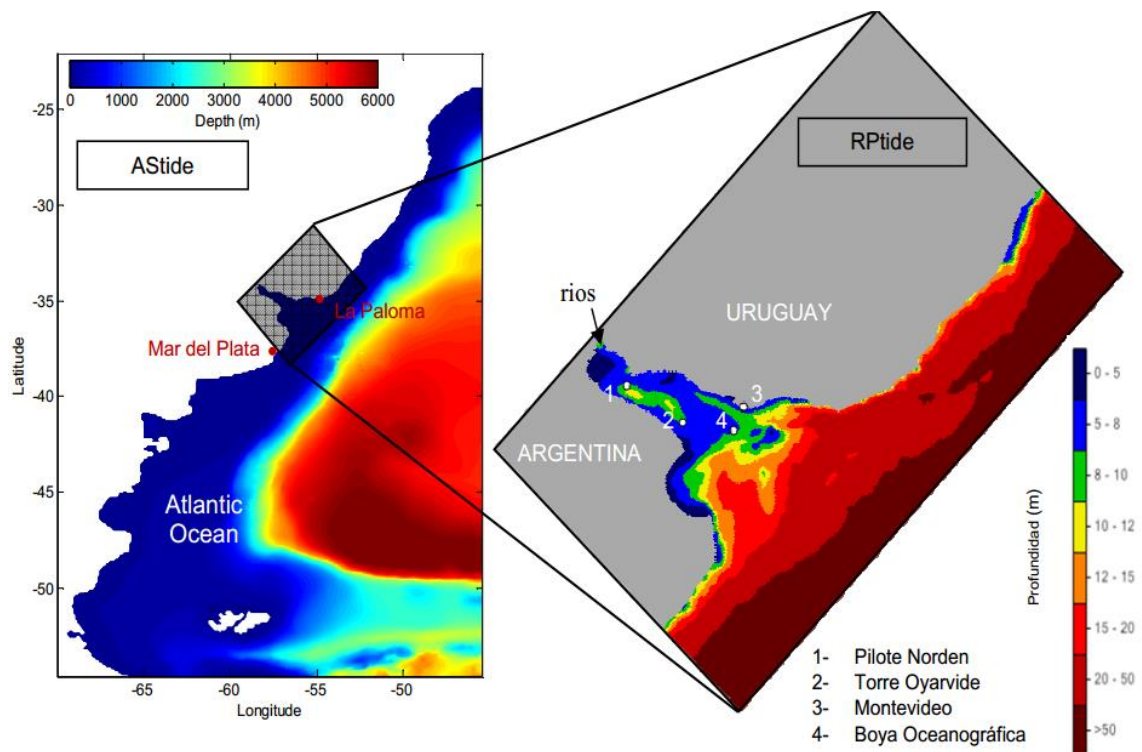 0 1000 2000 3000 4000 5000 6000
Depth (m)
AStide
-25
-30
-35
-40
-45
-50
Latitude
-65 -60 -55 -50
Longitude
La Paloma
Mar del Plata
Atlantic
Ocean
RPtide
rios
URUGUAY
ARGENTINA
1
2
3
4
Profundidad (m)
0 - 5
5 - 8
8 - 10
10 - 12
12 - 15
15 - 20
20 - 50
>50
1- Pilote Norden
2- Torre Oyarvide
3- Montevideo
4- Boya Oceanográfica